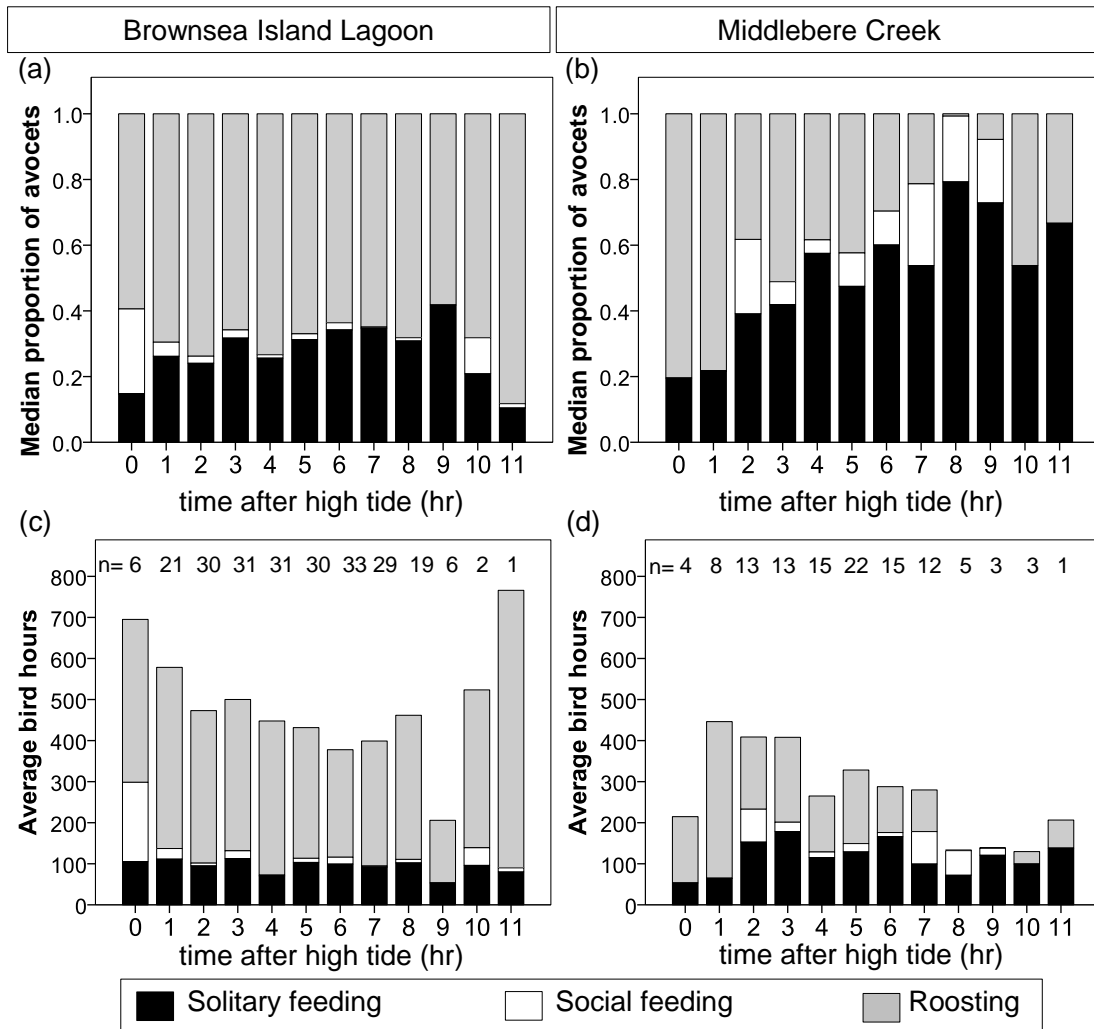 Brownsea Island Lagoon
Middlebere Creek
(a)
Median proportion of avocets
1.0
0.8
0.6
0.4
0.2
0.0
0 1 2 3 4 5 6 7 8 9 10 11
time after high tide (hr)
(b)
Median proportion of avocets
1.0
0.8
0.6
0.4
0.2
0.0
0 1 2 3 4 5 6 7 8 9 10 11
time after high tide (hr)
(c)
n= 6 21 30 31 31 30 33 29 19 6 2 1
Average bird hours
800
700
600
500
400
300
200
100
0
0 1 2 3 4 5 6 7 8 9 10 11
time after high tide (hr)
(d)
n= 4 8 13 13 15 22 15 12 5 3 3 1
Average bird hours
800
700
600
500
400
300
200
100
0
0 1 2 3 4 5 6 7 8 9 10 11
time after high tide (hr)
Solitary feeding Social feeding Roosting